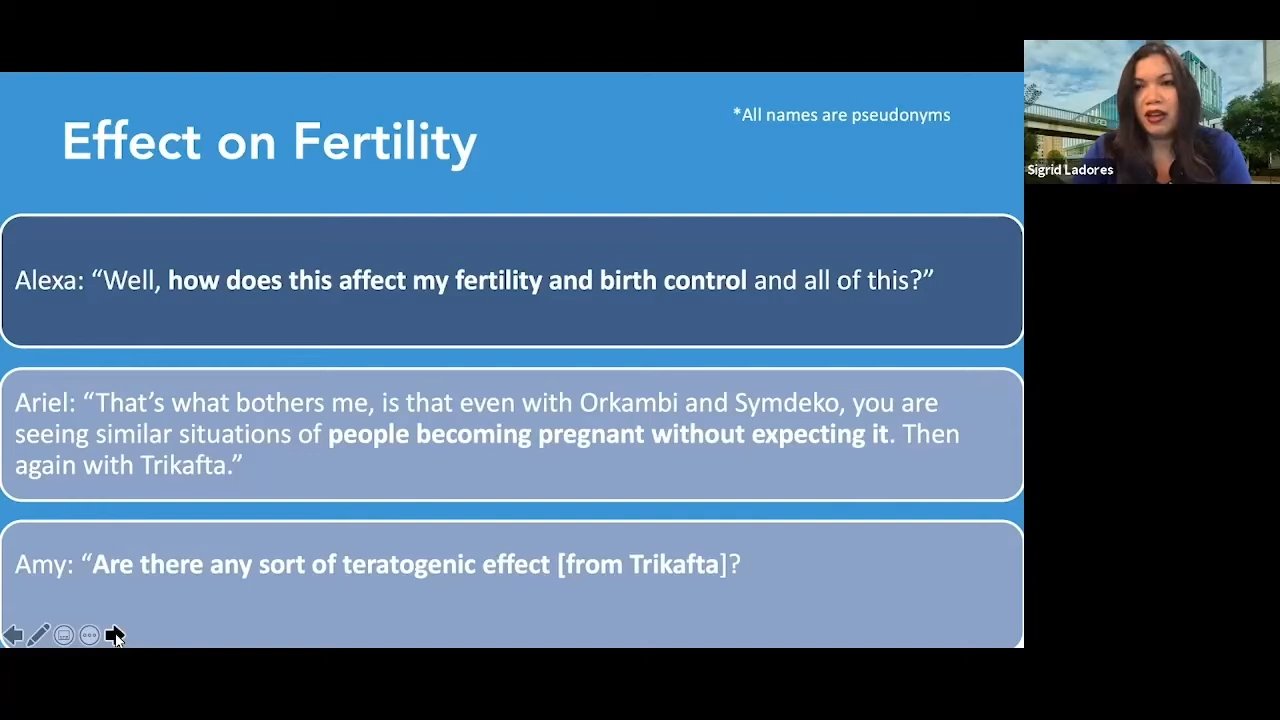 *All names are pseudonyms
Effect on Fertility
Sigrid Ladores
Alexa: “Well, how does this affect my fertility and birth control and all of this?”
Ariel: “That’s what bothers me, is that even with Orkambi and Symdeko, you are
seeing similar situations of people becoming pregnant without expecting it. Then
again with Trikafta.”
Amy: “Are there any sort of teratogenic effect [from Trikafta]?